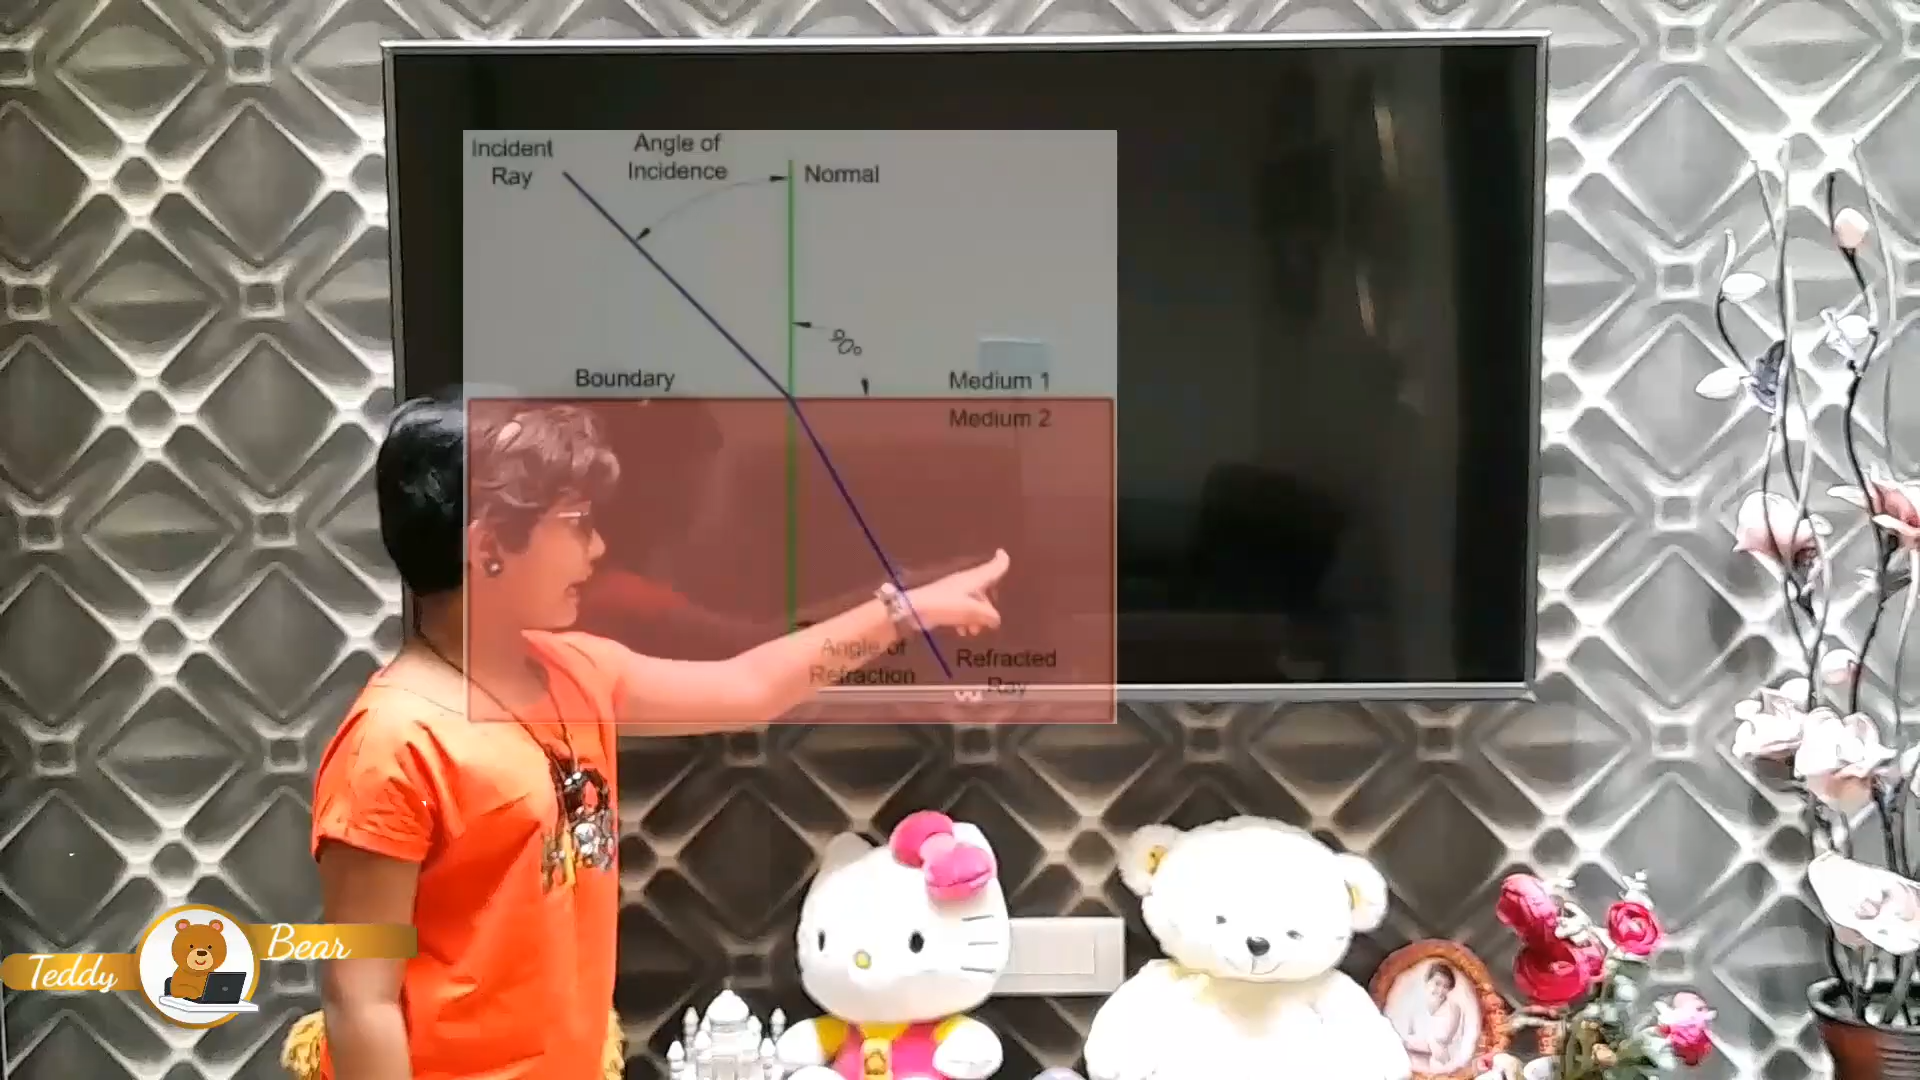 Incident
Ray
Angle of
Incidence
Normal
90°
Boundary
Medium 1
Medium 2
Angle of
Refraction
Refracted
Ray
Teddy
Bear